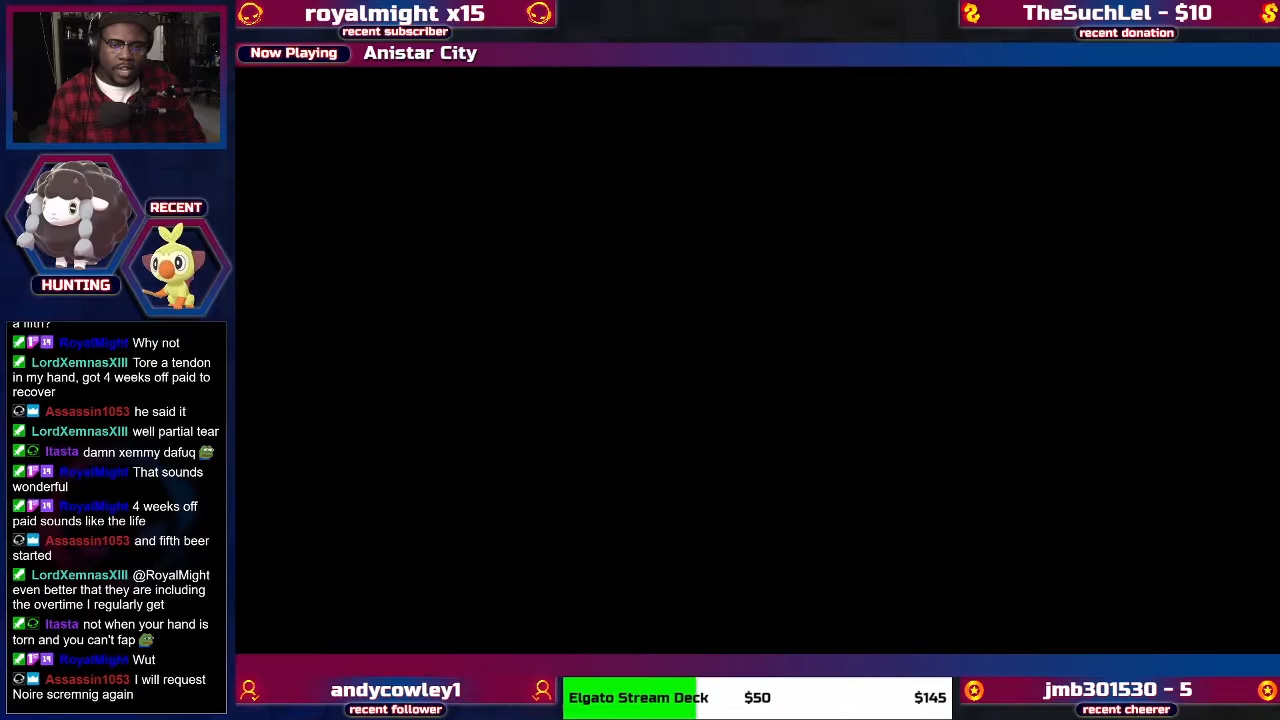 royalmight x15
recent subscriber
TheSuchLel - $10
recent donation
Now Playing
Anistar City
RECENT
HUNTING
a fifth?
RoyalMight Why not
LordXemnasXIII Tore a tendon
in my hand, got 4 weeks off paid to
recover
Assassin1053 he said it
LordXemnasXIII well partial tear
Itasta damn xemmy dafuq
RoyalMight That sounds
wonderful
RoyalMight 4 weeks off
paid sounds like the life
Assassin1053 and fifth beer
started
LordXemnasXIII @RoyalMight
even better that they are including
the overtime I regularly get
Itasta not when your hand is
torn and you can't fap
RoyalMight Wut
Assassin1053 I will request
Noire scremnig again
andycowley1
recent follower
Elgato Stream Deck $50 $145
jmb301530 - 5
recent cheerer